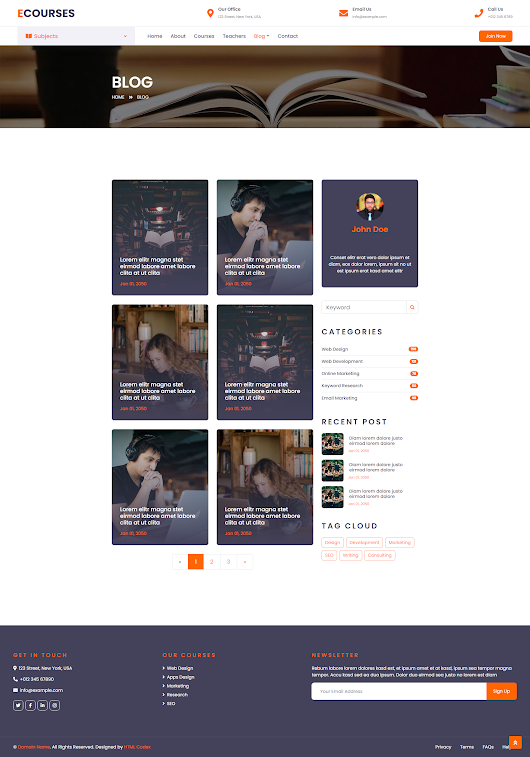 ECOURSES
Our Office
123 Street, New York, USA
Email Us
info@example.com
Call Us
+012 345 6789
Subjects
Home
About
Courses
Teachers
Blog
Contact
Join Now
BLOG
HOME » BLOG
Lorem elitr magna stet
eirmod labore amet labore
clita at ut clita
Jan 01, 2050
Lorem elitr magna stet
eirmod labore amet labore
clita at ut clita
Jan 01, 2050
Lorem elitr magna stet
eirmod labore amet labore
clita at ut clita
Jan 01, 2050
Lorem elitr magna stet
eirmod labore amet labore
clita at ut clita
Jan 01, 2050
Lorem elitr magna stet
eirmod labore amet labore
clita at ut clita
Jan 01, 2050
Lorem elitr magna stet
eirmod labore amet labore
clita at ut clita
Jan 01, 2050
« 1 2 3 »
John Doe
Conset elitr erat vero dolor ipsum et
diam, eos dolor lorem, ipsum sit no ut
est ipsum erat kasd amet elitr
Keyword
CATEGORIES
Web Design
Web Development
Online Marketing
Keyword Research
Email Marketing
RECENT POST
Diam lorem dolore justo
eirmod lorem dolore
Jan 01, 2050
Diam lorem dolore justo
eirmod lorem dolore
Jan 01, 2050
Diam lorem dolore justo
eirmod lorem dolore
Jan 01, 2050
TAG CLOUD
Design
Development
Marketing
SEO
Writing
Consulting
GET IN TOUCH
123 Street, New York, USA
+012 345 67890
info@example.com
OUR COURSES
Web Design
Apps Design
Marketing
Research
SEO
NEWSLETTER
Rebum labore lorem dolores kasd est, et ipsum amet et at kasd, ipsum sea tempor magna
tempor. Accu kasd sed ea duo ipsum. Dolor duo eirmod sea justo no lorem est diam
Your Email Address
Sign Up
© Domain Name. All Rights Reserved. Designed by HTML Codex
Privacy
Terms
FAQs